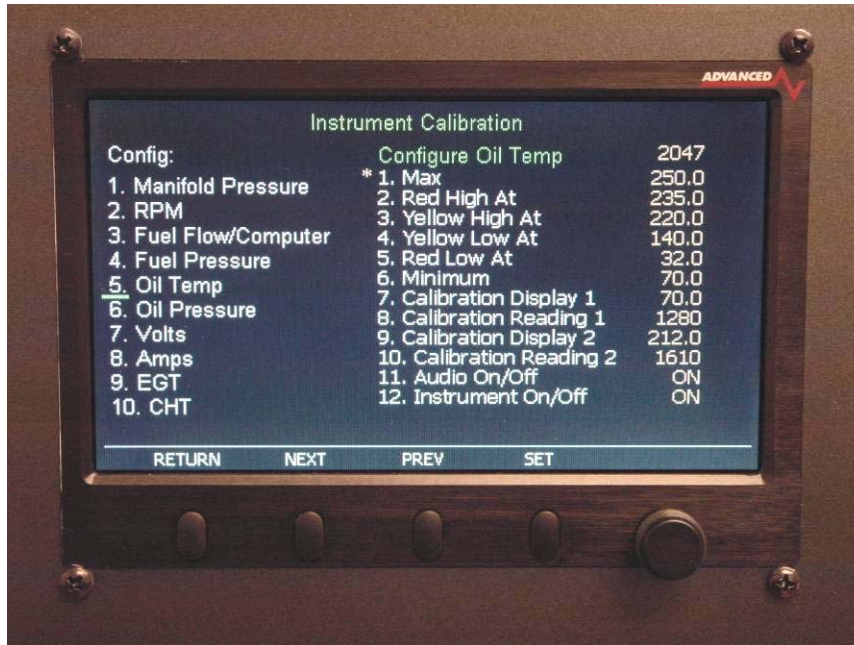 ADVANCED
Instrument Calibration
Config:
1. Manifold Pressure
2. RPM
3. Fuel Flow/Computer
4. Fuel Pressure
5. Oil Temp
6. Oil Pressure
7. Volts
8. Amps
9. EGT
10. CHT
Configure Oil Temp 2047
* 1. Max 250.0
2. Red High At 235.0
3. Yellow High At 220.0
4. Yellow Low At 140.0
5. Red Low At 32.0
6. Minimum 70.0
7. Calibration Display 1 70.0
8. Calibration Reading 1 1280
9. Calibration Display 2 212.0
10. Calibration Reading 2 1610
11. Audio On/Off ON
12. Instrument On/Off ON
RETURN NEXT PREV SET